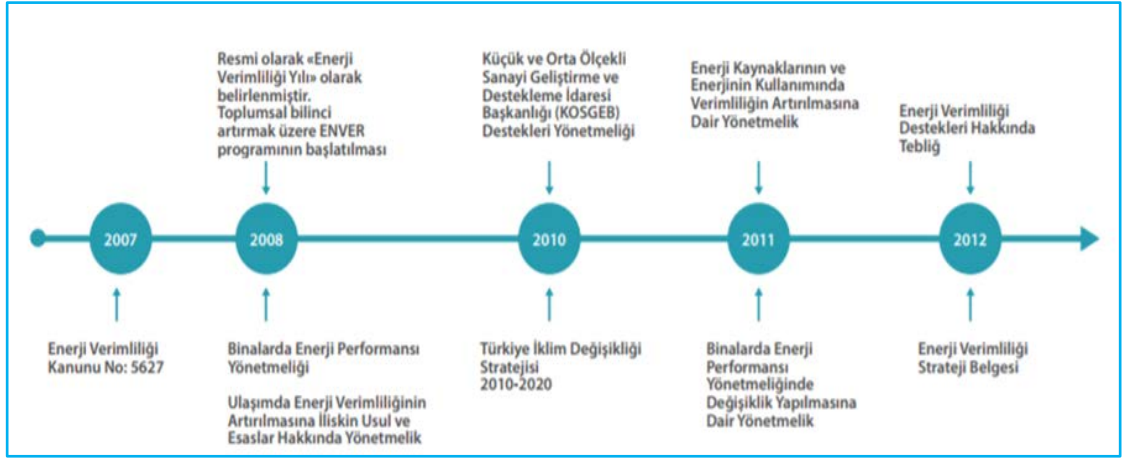 Resmi olarak «Enerji
Verimliliği Yılı» olarak
belirlenmiştir.
Toplumsal bilinci
artırmak üzere ENVER
programının başlatılması
Küçük ve Orta Ölçekli
Sanayi Geliştirme ve
Destekleme İdaresi
Başkanlığı (KOSGEB)
Destekleri Yönetmeliği
Enerji Kaynaklarının ve
Enerjinin Kullanımında
Verimliliğin Artırılmasına
Dair Yönetmelik
Enerji Verimliliği
Destekleri Hakkında
Tebliğ
2007
2008
2010
2011
2012
Enerji Verimliliği
Kanunu No: 5627
Binalarda Enerji Performansı
Yönetmeliği
Ulaşımda Enerji Verimliliğinin
Artırılmasına İliskin Usul ve
Esaslar Hakkında Yönetmelik
Türkiye İklim Değişikliği
Stratejisi
2010-2020
Binalarda Enerji
Performansı
Yönetmeliğinde
Değişiklik Yapılmasına
Dair Yönetmelik
Enerji Verimliliği
Strateji Belgesi